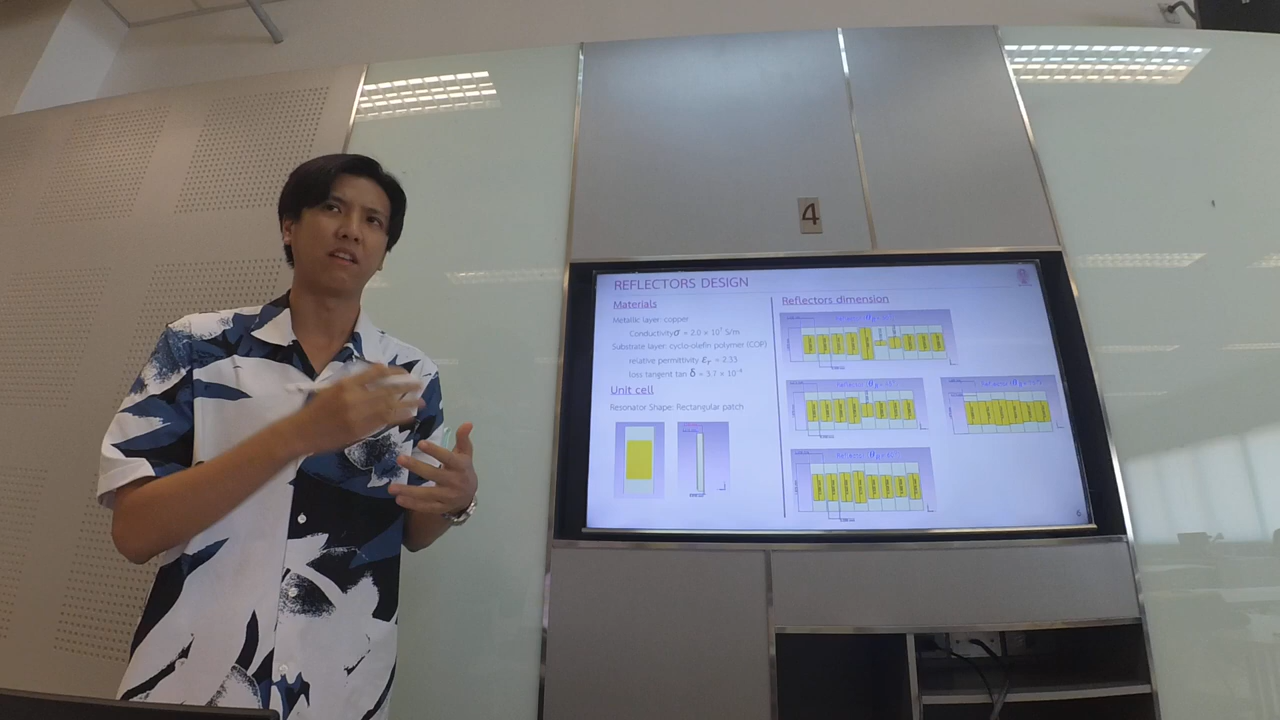 4
REFLECTORS DESIGN
Materials
Metallic layer: copper
Conductivity σ = 2.0 × 10⁷ S/m
Substrate layer: cyclo-olefin polymer (COP)
relative permittivity εr = 2.33
loss tangent tan δ = 3.7 × 10⁻⁴
Unit cell
Resonator Shape: Rectangular patch
Reflectors dimension
6